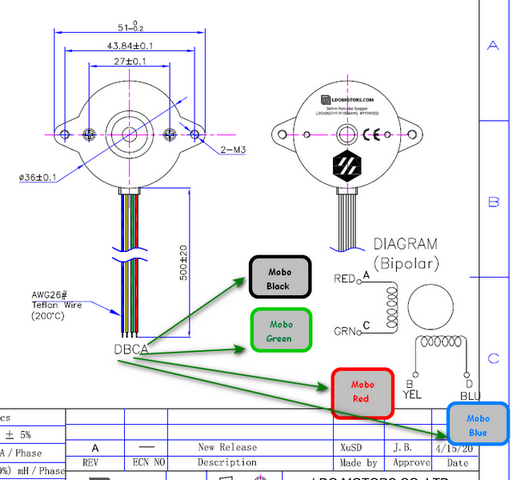 51-0.2
0
43.84±0.1
27±0.1
A
LDOMOTORS.COM
36mm Pancake Stepper
2-M3
CE
ø36±0.1
B
500±20
DIAGRAM
(Bipolar)
RED A
AWG26#
Teflon Wire
(200°C)
Mobo
Black
Mobo
Green
GRN C
C
DBCA
Mobo
Red
B D
YEL BLU
Mobo
Blue
cs
± 5%
A / Phase
%) mH / Phase
A — New Release XuSD J.B. 4/15/20
REV ECN NO Description Made by Approve Date
LDO MOTORS CO. LTD